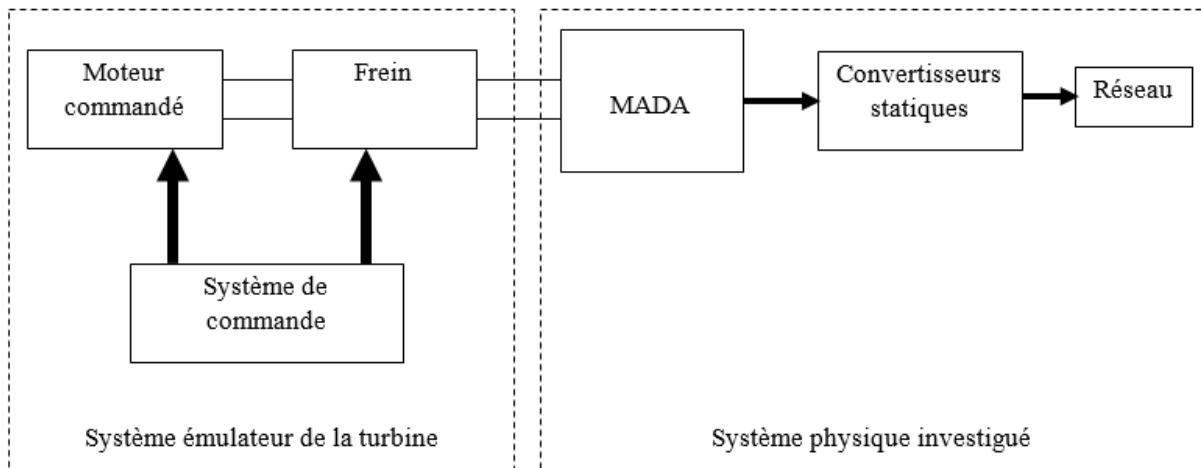 Moteur
commandé
Frein
MADA
Convertisseurs
statiques
Réseau
Système de
commande
Système émulateur de la turbine
Système physique investigué